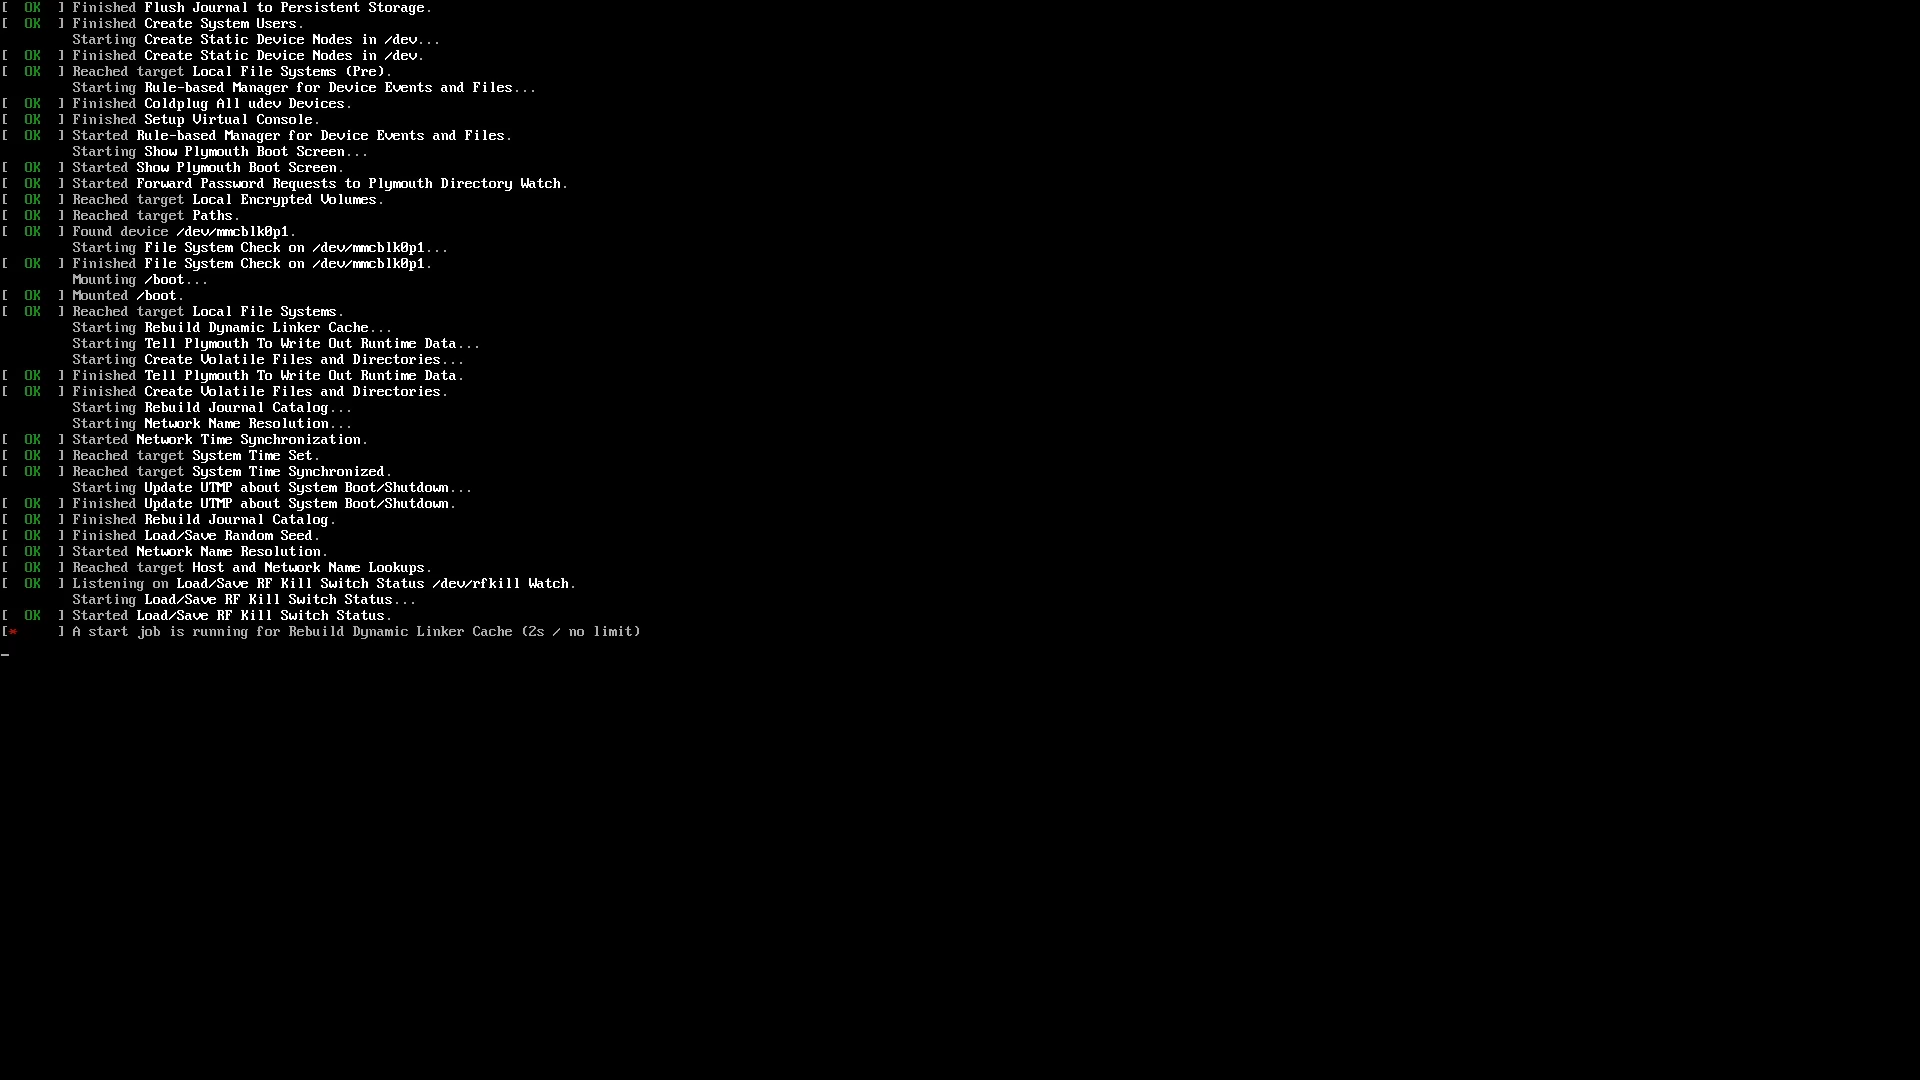 [  OK  ] Finished Flush Journal to Persistent Storage.
[  OK  ] Finished Create System Users.
Starting Create Static Device Nodes in /dev...
[  OK  ] Finished Create Static Device Nodes in /dev.
[  OK  ] Reached target Local File Systems (Pre).
Starting Rule-based Manager for Device Events and Files...
[  OK  ] Finished Coldplug All udev Devices.
[  OK  ] Finished Setup Virtual Console.
[  OK  ] Started Rule-based Manager for Device Events and Files.
Starting Show Plymouth Boot Screen...
[  OK  ] Started Show Plymouth Boot Screen.
[  OK  ] Started Forward Password Requests to Plymouth Directory Watch.
[  OK  ] Reached target Local Encrypted Volumes.
[  OK  ] Reached target Paths.
[  OK  ] Found device /dev/mmcblk0p1.
Starting File System Check on /dev/mmcblk0p1...
[  OK  ] Finished File System Check on /dev/mmcblk0p1.
Mounting /boot...
[  OK  ] Mounted /boot.
[  OK  ] Reached target Local File Systems.
Starting Rebuild Dynamic Linker Cache...
Starting Tell Plymouth To Write Out Runtime Data...
Starting Create Volatile Files and Directories...
[  OK  ] Finished Tell Plymouth To Write Out Runtime Data.
[  OK  ] Finished Create Volatile Files and Directories.
Starting Rebuild Journal Catalog...
Starting Network Name Resolution...
[  OK  ] Started Network Time Synchronization.
[  OK  ] Reached target System Time Set.
[  OK  ] Reached target System Time Synchronized.
Starting Update UTMP about System Boot/Shutdown...
[  OK  ] Finished Update UTMP about System Boot/Shutdown.
[  OK  ] Finished Rebuild Journal Catalog.
[  OK  ] Finished Load/Save Random Seed.
[  OK  ] Started Network Name Resolution.
[  OK  ] Reached target Host and Network Name Lookups.
[  OK  ] Listening on Load/Save RF Kill Switch Status /dev/rfkill Watch.
Starting Load/Save RF Kill Switch Status...
[  OK  ] Started Load/Save RF Kill Switch Status.
[*     ] A start job is running for Rebuild Dynamic Linker Cache (2s / no limit)
_